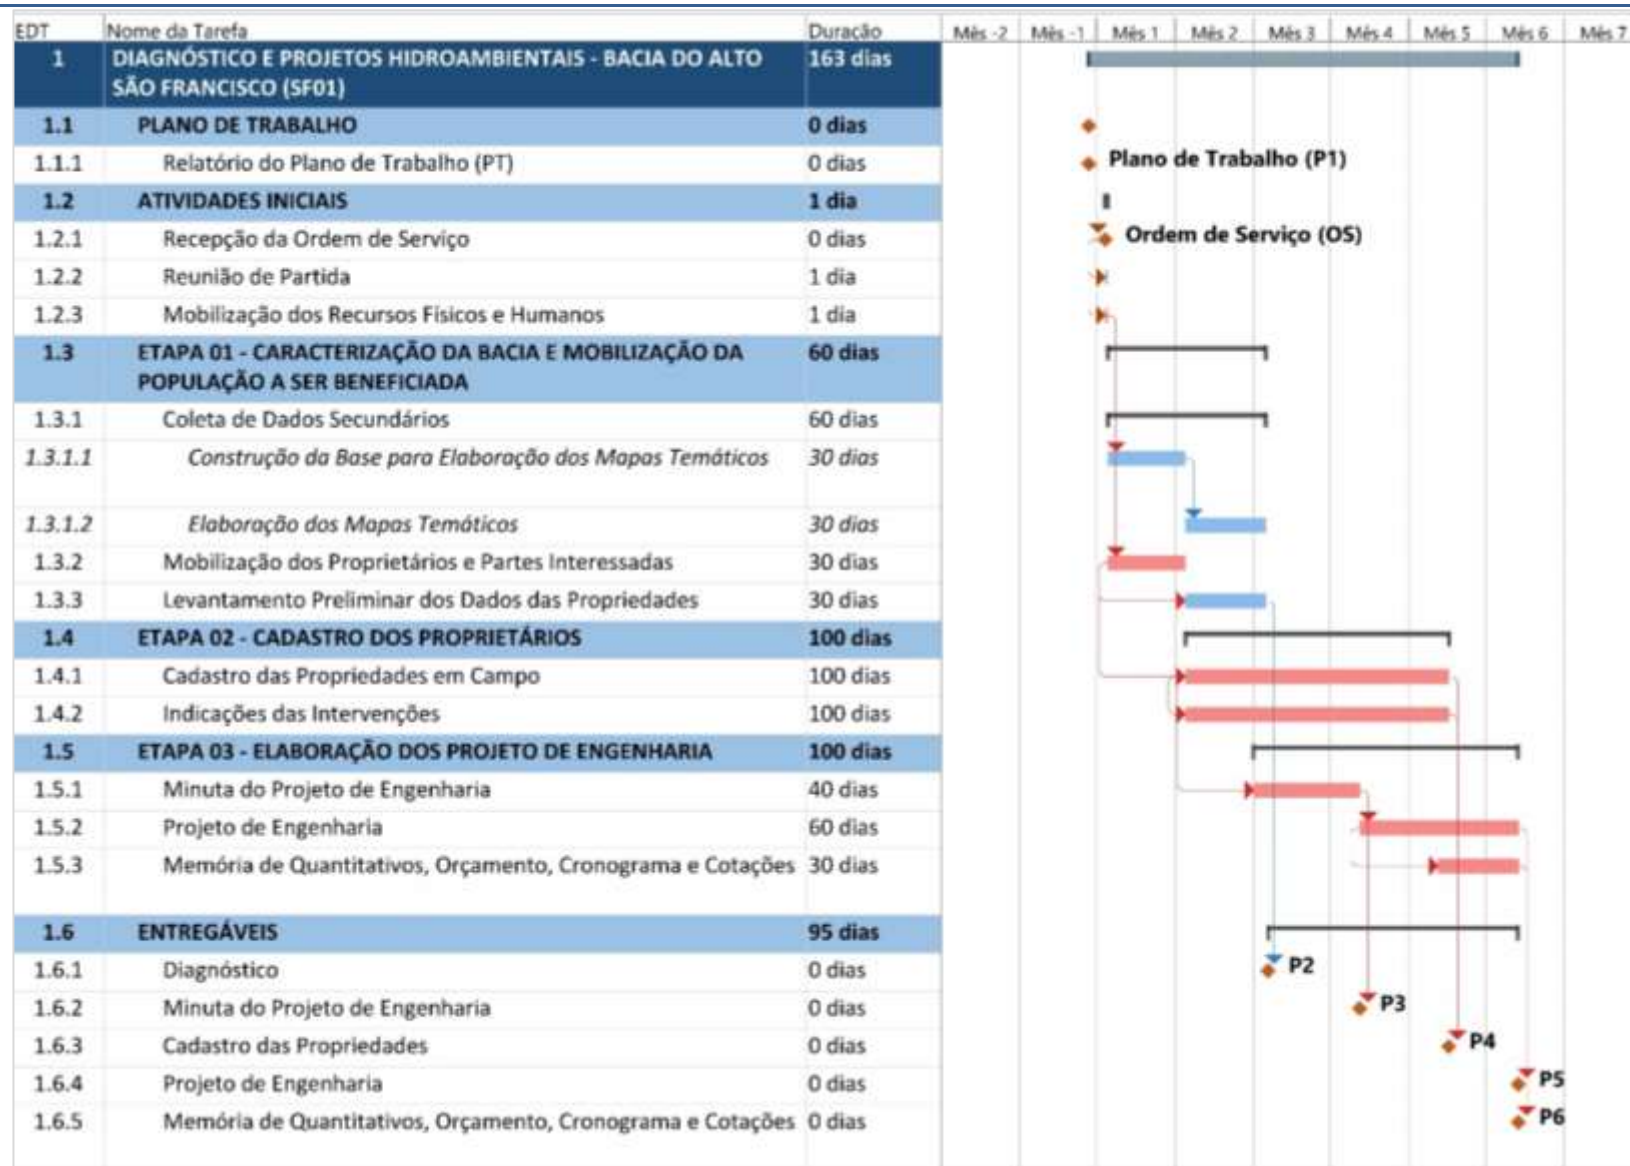 EDT Nome da Tarefa Duração Mês -2 Mês -1 Mês 1 Mês 2 Mês 3 Mês 4 Mês 5 Mês 6 Mês 7
1 DIAGNÓSTICO E PROJETOS HIDROAMBIENTAIS - BACIA DO ALTO 163 dias
SÃO FRANCISCO (SF01)
1.1 PLANO DE TRABALHO 0 dias
1.1.1 Relatório do Plano de Trabalho (PT) 0 dias Plano de Trabalho (P1)
1.2 ATIVIDADES INICIAIS 1 dia
1.2.1 Recepção da Ordem de Serviço 0 dias Ordem de Serviço (OS)
1.2.2 Reunião de Partida 1 dia
1.2.3 Mobilização dos Recursos Físicos e Humanos 1 dia
1.3 ETAPA 01 - CARACTERIZAÇÃO DA BACIA E MOBILIZAÇÃO DA 60 dias
POPULAÇÃO A SER BENEFICIADA
1.3.1 Coleta de Dados Secundários 60 dias
1.3.1.1 Construção da Base para Elaboração dos Mapas Temáticos 30 dias
1.3.1.2 Elaboração dos Mapas Temáticos 30 dias
1.3.2 Mobilização dos Proprietários e Partes Interessadas 30 dias
1.3.3 Levantamento Preliminar dos Dados das Propriedades 30 dias
1.4 ETAPA 02 - CADASTRO DOS PROPRIETÁRIOS 100 dias
1.4.1 Cadastro das Propriedades em Campo 100 dias
1.4.2 Indicações das Intervenções 100 dias
1.5 ETAPA 03 - ELABORAÇÃO DOS PROJETO DE ENGENHARIA 100 dias
1.5.1 Minuta do Projeto de Engenharia 40 dias
1.5.2 Projeto de Engenharia 60 dias
1.5.3 Memória de Quantitativos, Orçamento, Cronograma e Cotações 30 dias
1.6 ENTREGÁVEIS 95 dias
1.6.1 Diagnóstico 0 dias P2
1.6.2 Minuta do Projeto de Engenharia 0 dias P3
1.6.3 Cadastro das Propriedades 0 dias P4
1.6.4 Projeto de Engenharia 0 dias P5
1.6.5 Memória de Quantitativos, Orçamento, Cronograma e Cotações 0 dias P6